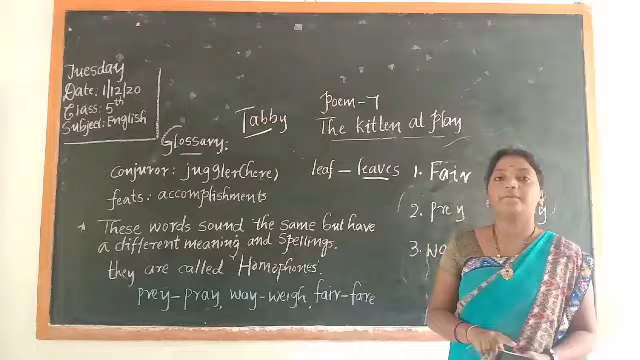 Tuesday
Date: 1/12/20
Class: 5th
Subject: English
Tabby
Poem-7
The kitten at Play
Glossary:
conjuror: juggler(here)
feats: accomplishments
leaf - leaves
1. Fair
2. Prey
3.
These words sound the same but have
a different meaning and spellings.
they are called 'Homophones'
prey-pray, way-weigh, fair-fare